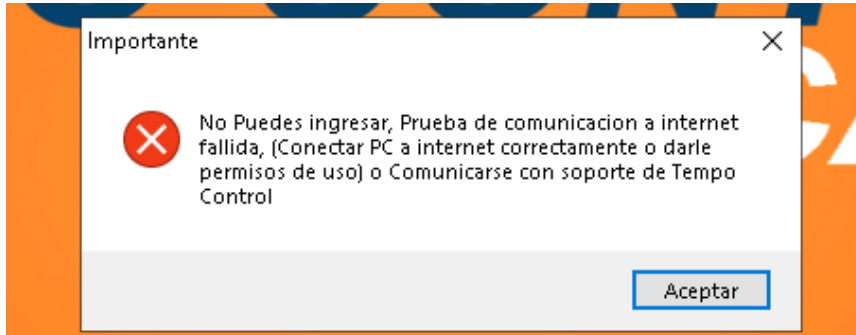 Importante
No Puedes ingresar, Prueba de comunicacion a internet
fallida, (Conectar PC a internet correctamente o darle
permisos de uso) o Comunicarse con soporte de Tempo
Control
Aceptar